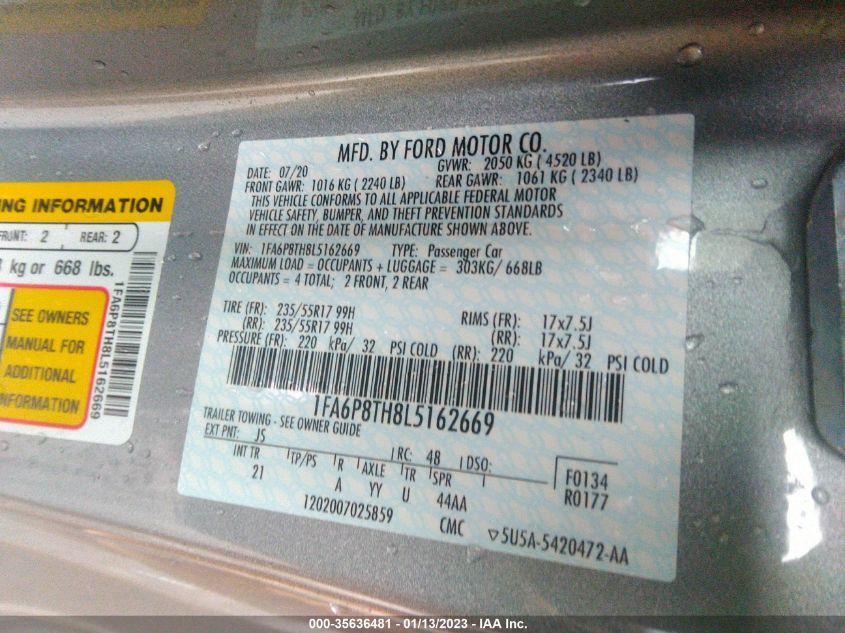 MFD. BY FORD MOTOR CO.
DATE: 07/20
GVWR: 2050 KG ( 4520 LB)
FRONT GAWR: 1016 KG ( 2240 LB)
REAR GAWR: 1061 KG ( 2340 LB)
THIS VEHICLE CONFORMS TO ALL APPLICABLE FEDERAL MOTOR
VEHICLE SAFETY, BUMPER, AND THEFT PREVENTION STANDARDS
IN EFFECT ON THE DATE OF MANUFACTURE SHOWN ABOVE.
VIN: 1FA6P8TH8L5162669 TYPE: Passenger Car
MAXIMUM LOAD = OCCUPANTS + LUGGAGE = 303KG/ 668LB
OCCUPANTS = 4 TOTAL; 2 FRONT, 2 REAR
TIRE (FR): 235/55R17 99H RIMS (FR): 17x7.5J
(RR): 235/55R17 99H (RR): 17x7.5J
PRESSURE (FR): 220 kPa/ 32 PSI COLD (RR): 220 kPa/ 32 PSI COLD
1FA6P8TH8L5162669
TRAILER TOWING - SEE OWNER GUIDE
EXT PNT: JS RC: 48 DSO:
INT TR TP/PS R AXLE TR SPR
21 A YY U 44AA
F0134
R0177
1202007025859 CMC 5U5A-5420472-AA
NG INFORMATION
FRONT: 2 REAR: 2
kg or 668 lbs.
SEE OWNERS
MANUAL FOR
ADDITIONAL
INFORMATION
1FA6P8TH8L5162669
000-35636481 - 01/13/2023 - IAA Inc.